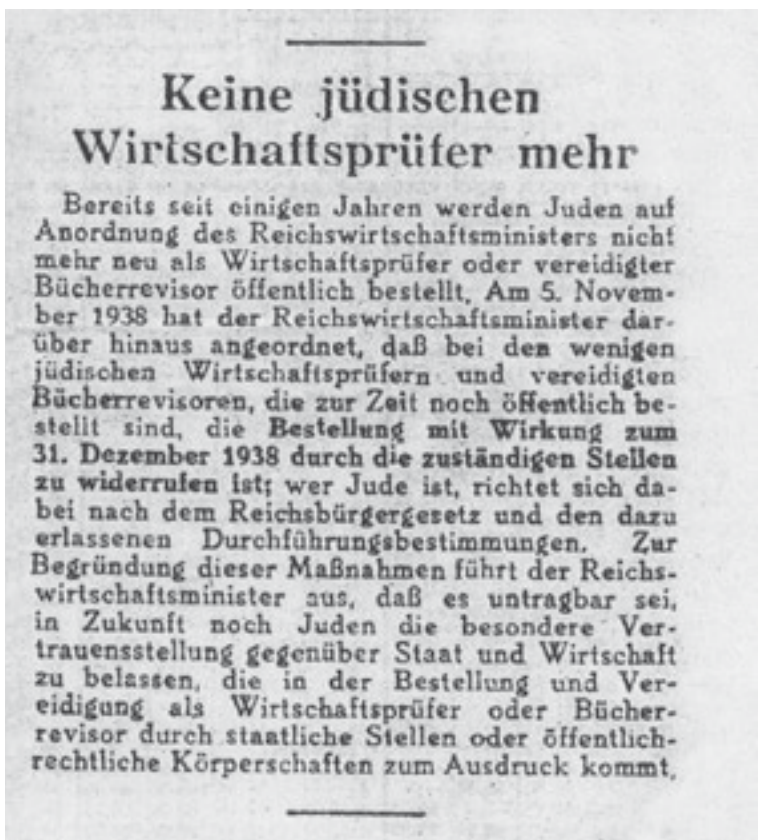 Keine jüdischen
Wirtschaftsprüfer mehr
Bereits seit einigen Jahren werden Juden auf
Anordnung des Reichswirtschaftsministers nicht
mehr neu als Wirtschaftsprüfer oder vereidigter
Bücherrevisor öffentlich bestellt. Am 5. Novem-
ber 1938 hat der Reichswirtschaftsminister dar-
über hinaus angeordnet, daß bei den wenigen
jüdischen Wirtschaftsprüfern und vereidigten
Bücherrevisoren, die zur Zeit noch öffentlich be-
stellt sind, die Bestellung mit Wirkung zum
31. Dezember 1938 durch die zuständigen Stellen
zu widerrufen ist; wer Jude ist, richtet sich da-
bei nach dem Reichsbürgergesetz und den dazu
erlassenen Durchführungsbestimmungen. Zur
Begründung dieser Maßnahmen führt der Reichs-
wirtschaftsminister aus, daß es untragbar sei,
in Zukunft noch Juden die besondere Ver-
trauensstellung gegenüber Staat und Wirtschaft
zu belassen, die in der Bestellung und Ver-
eidigung als Wirtschaftsprüfer oder Bücher-
revisor durch staatliche Stellen oder öffentlich-
rechtliche Körperschaften zum Ausdruck kommt.